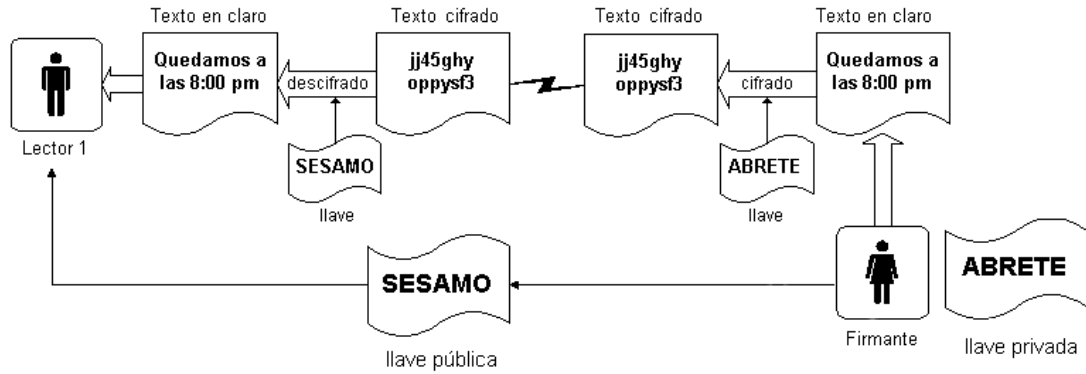 Texto en claro
Texto cifrado
Texto cifrado
Texto en claro
Quedamos a
las 8:00 pm
descifrado
jj45ghy
oppysf3
jj45ghy
oppysf3
cifrado
Quedamos a
las 8:00 pm
Lector 1
SESAMO
llave
ABRETE
llave
SESAMO
llave pública
Firmante
ABRETE
llave privada